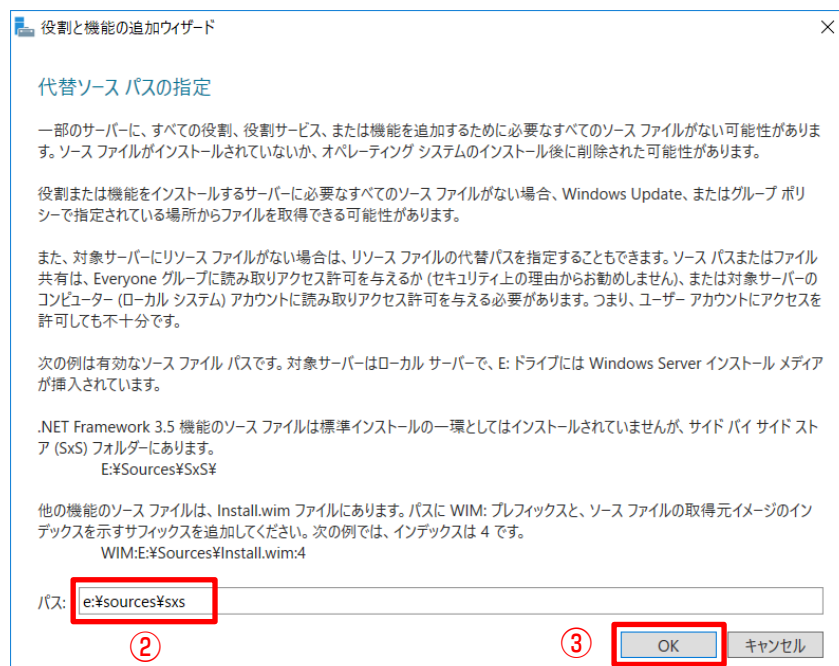 役割と機能の追加ウィザード
代替ソース パスの指定
一部のサーバーに、すべての役割、役割サービス、または機能を追加するために必要なすべてのソース ファイルがない可能性がありま
す。ソース ファイルがインストールされていないか、オペレーティング システムのインストール後に削除された可能性があります。
役割または機能をインストールするサーバーに必要なすべてのソース ファイルがない場合、Windows Update、またはグループ ポリ
シーで指定されている場所からファイルを取得できる可能性があります。
また、対象サーバーにリソース ファイルがない場合は、リソース ファイルの代替パスを指定することもできます。ソース パスまたはファイル
共有は、Everyone グループに読み取りアクセス許可を与えるか (セキュリティ上の理由からお勧めしません)、または対象サーバーの
コンピューター (ローカル システム) アカウントに読み取りアクセス許可を与える必要があります。つまり、ユーザー アカウントにアクセスを
許可しても不十分です。
次の例は有効なソース ファイル パスです。対象サーバーはローカル サーバーで、E: ドライブには Windows Server インストール メディア
が挿入されています。
.NET Framework 3.5 機能のソース ファイルは標準インストールの一環としてはインストールされていませんが、サイド バイ サイド スト
ア (SxS) フォルダーにあります。
E:¥Sources¥SxS¥
他の機能のソース ファイルは、Install.wim ファイルにあります。パスに WIM: プレフィックスと、ソース ファイルの取得元イメージのイン
デックスを示すサフィックスを追加してください。次の例では、インデックスは 4 です。
WIM:E:¥Sources¥Install.wim:4
パス: e:¥sources¥sxs
② ③ OK キャンセル